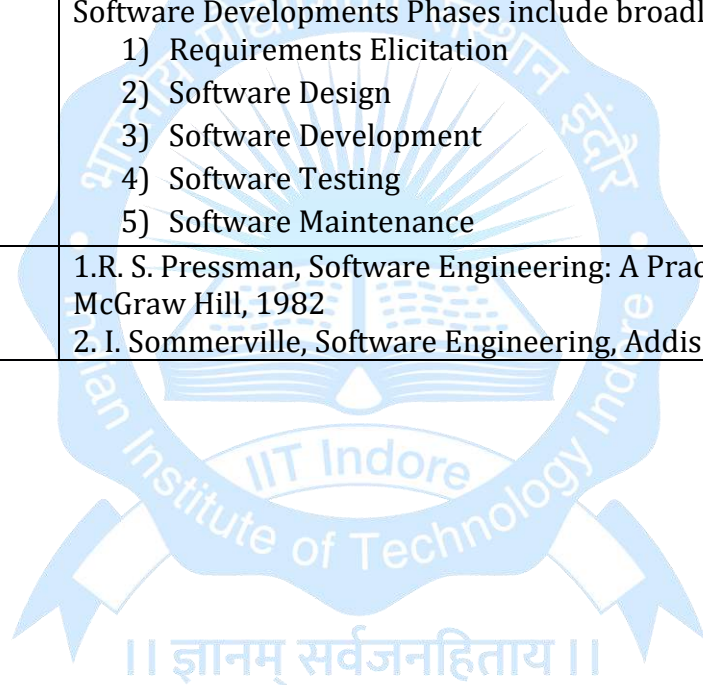 Software Developments Phases include broadl
1) Requirements Elicitation
2) Software Design
3) Software Development
4) Software Testing
5) Software Maintenance
1.R. S. Pressman, Software Engineering: A Prac
McGraw Hill, 1982
2. I. Sommerville, Software Engineering, Addis
भारतीय प्रौद्योगिकी संस्थान इंदौर
Indian Institute of Technology Indore
IIT Indore
।। ज्ञानम् सर्वजनहिताय ।।